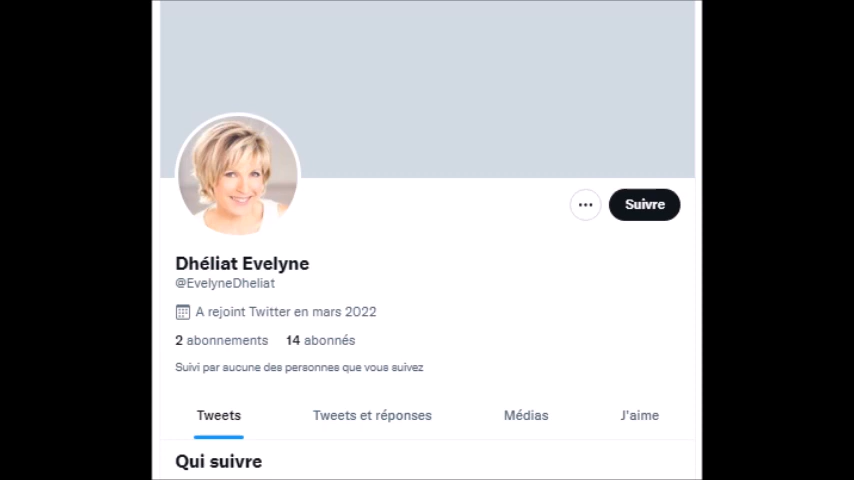 Suivre
Dhéliat Evelyne
@EvelyneDheliat
A rejoint Twitter en mars 2022
2 abonnements 14 abonnés
Suivi par aucune des personnes que vous suivez
Tweets Tweets et réponses Médias J'aime
Qui suivre